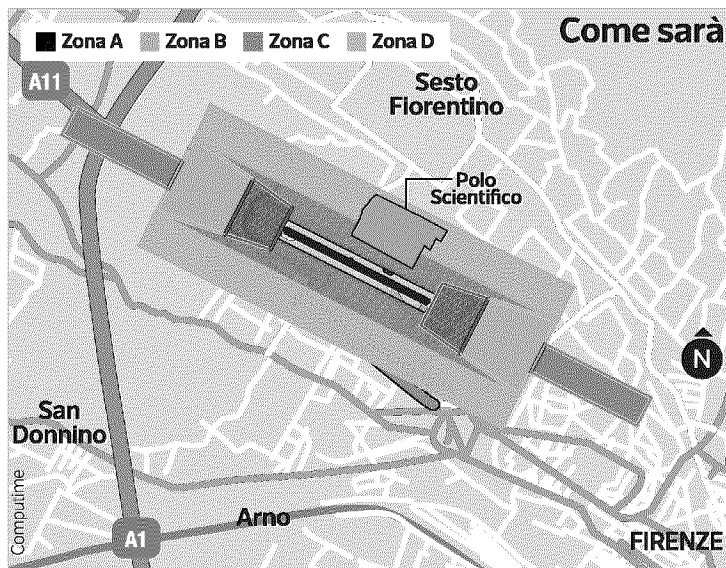 Come sarà
Zona A Zona B Zona C Zona D
A11
Sesto
Fiorentino
Polo
Scientifico
N
San
Donnino
Computime
Arno
A1
FIRENZE